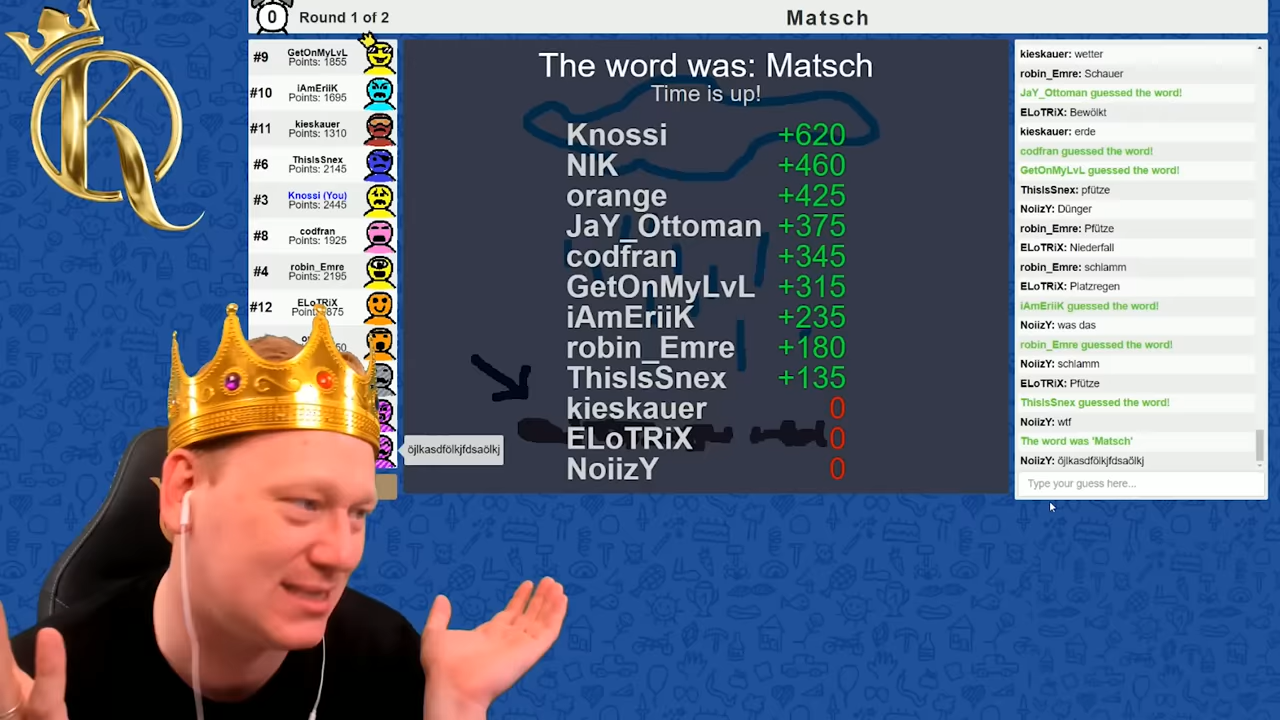 0
Round 1 of 2
Matsch
#9
GetOnMyLvL
Points: 1855
#10
iAmEriiK
Points: 1695
#11
kieskauer
Points: 1310
#6
ThisIsSnex
Points: 2145
#3
Knossi (You)
Points: 2445
#8
codfran
Points: 1925
#4
robin_Emre
Points: 2195
#12
ELoTRiX
The word was: Matsch
Time is up!
Knossi +620
NIK +460
orange +425
JaY_Ottoman +375
codfran +345
GetOnMyLvL +315
iAmEriiK +235
robin_Emre +180
ThisIsSnex +135
kieskauer 0
ELoTRiX 0
NoiizY 0
öjlkasdfölkjfdsaölkj
kieskauer: wetter
robin_Emre: Schauer
JaY_Ottoman guessed the word!
ELoTRiX: Bewölkt
kieskauer: erde
codfran guessed the word!
GetOnMyLvL guessed the word!
ThisIsSnex: pfütze
NoiizY: Dünger
robin_Emre: Pfütze
ELoTRiX: Niederfall
robin_Emre: schlamm
ELoTRiX: Platzregen
iAmEriiK guessed the word!
NoiizY: was das
robin_Emre guessed the word!
NoiizY: schlamm
ELoTRiX: Pfütze
ThisIsSnex guessed the word!
NoiizY: wtf
The word was 'Matsch'
NoiizY: öjlkasdfölkjfdsaölkj
Type your guess here...